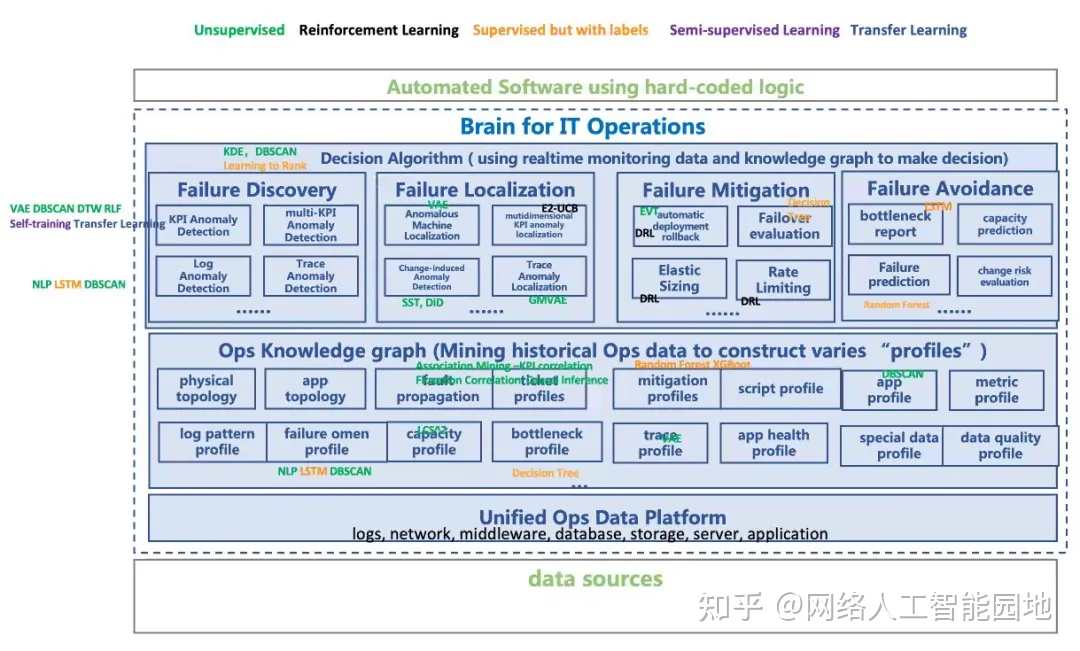 Unsupervised Reinforcement Learning Supervised but with labels Semi-supervised Learning Transfer Learning
Automated Software using hard-coded logic
Brain for IT Operations
KDE, DBSCAN
Learning to Rank
Decision Algorithm ( using realtime monitoring data and knowledge graph to make decision)
VAE DBSCAN DTW RLF
Self-training Transfer Learning
NLP LSTM DBSCAN
Failure Discovery
KPI Anomaly
Detection
multi-KPI
Anomaly
Detection
Log
Anomaly
Detection
Trace
Anomaly
Detection
......
Failure Localization
VAE
E2-UCB
Anomalous
Machine
Localization
mutidimensional
KPI anomaly
localization
Change-induced
Anomaly
Detection
Trace
Anomaly
Localization
SST, DiD
GMVAE
......
Failure Mitigation
EVT
automatic
deployment
rollback
DRL
Decision
Tree
Failover
evaluation
Elastic
Sizing
DRL
Rate
Limiting
DRL
......
Failure Avoidance
LSTM
bottleneck
report
capacity
prediction
Failure
prediction
change risk
evaluation
Random Forest
......
Ops Knowledge graph (Mining historical Ops data to construct varies “profiles” )
Association Mining –KPI correlation
Correlation
Inference
Random Forest XGBoot
DBSCAN
physical
topology
app
topology
fault
propagation
ticket
profiles
mitigation
profiles
script profile
app
profile
metric
profile
log pattern
profile
failure omen
profile
capacity
profile
bottleneck
profile
trace
profile
VAE
app health
profile
special data
profile
data quality
profile
NLP LSTM DBSCAN
Decision Tree
...
Unified Ops Data Platform
logs, network, middleware, database, storage, server, application
data sources
知乎 @网络人工智能园地